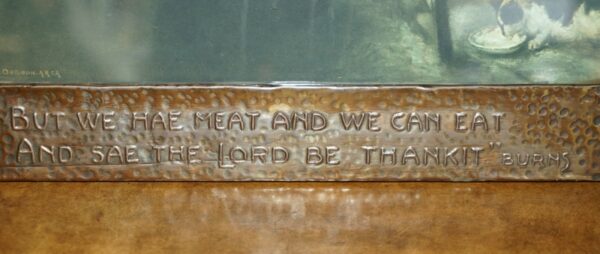 BUT WE HAE MEAT AND WE CAN EAT
AND SAE THE LORD BE THANKIT" BURNS